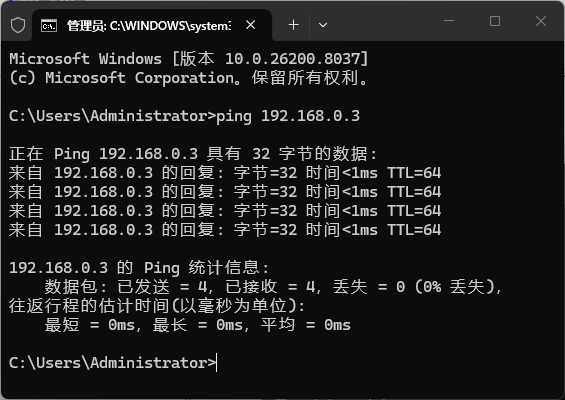 管理员: C:\WINDOWS\system3
Microsoft Windows [版本 10.0.26200.8037]
(c) Microsoft Corporation。保留所有权利。
C:\Users\Administrator>ping 192.168.0.3
正在 Ping 192.168.0.3 具有 32 字节的数据:
来自 192.168.0.3 的回复: 字节=32 时间<1ms TTL=64
来自 192.168.0.3 的回复: 字节=32 时间<1ms TTL=64
来自 192.168.0.3 的回复: 字节=32 时间<1ms TTL=64
来自 192.168.0.3 的回复: 字节=32 时间<1ms TTL=64
192.168.0.3 的 Ping 统计信息:
数据包: 已发送 = 4, 已接收 = 4, 丢失 = 0 (0% 丢失),
往返行程的估计时间(以毫秒为单位):
最短 = 0ms, 最长 = 0ms, 平均 = 0ms
C:\Users\Administrator>